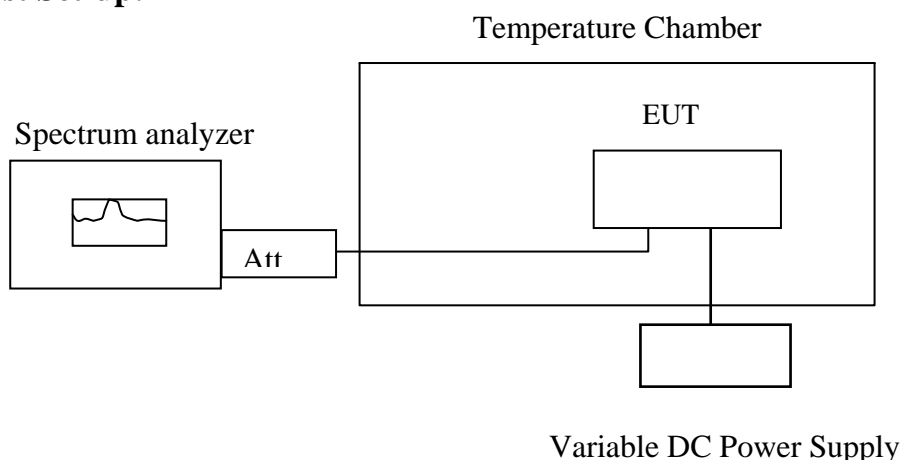 Temperature Chamber
EUT
Spectrum analyzer
Att
Variable DC Power Supply